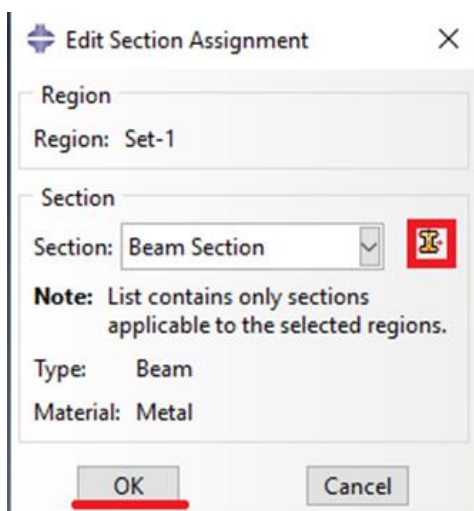 Edit Section Assignment
Region
Region: Set-1
Section
Section: Beam Section
Note: List contains only sections
applicable to the selected regions.
Type: Beam
Material: Metal
OK Cancel